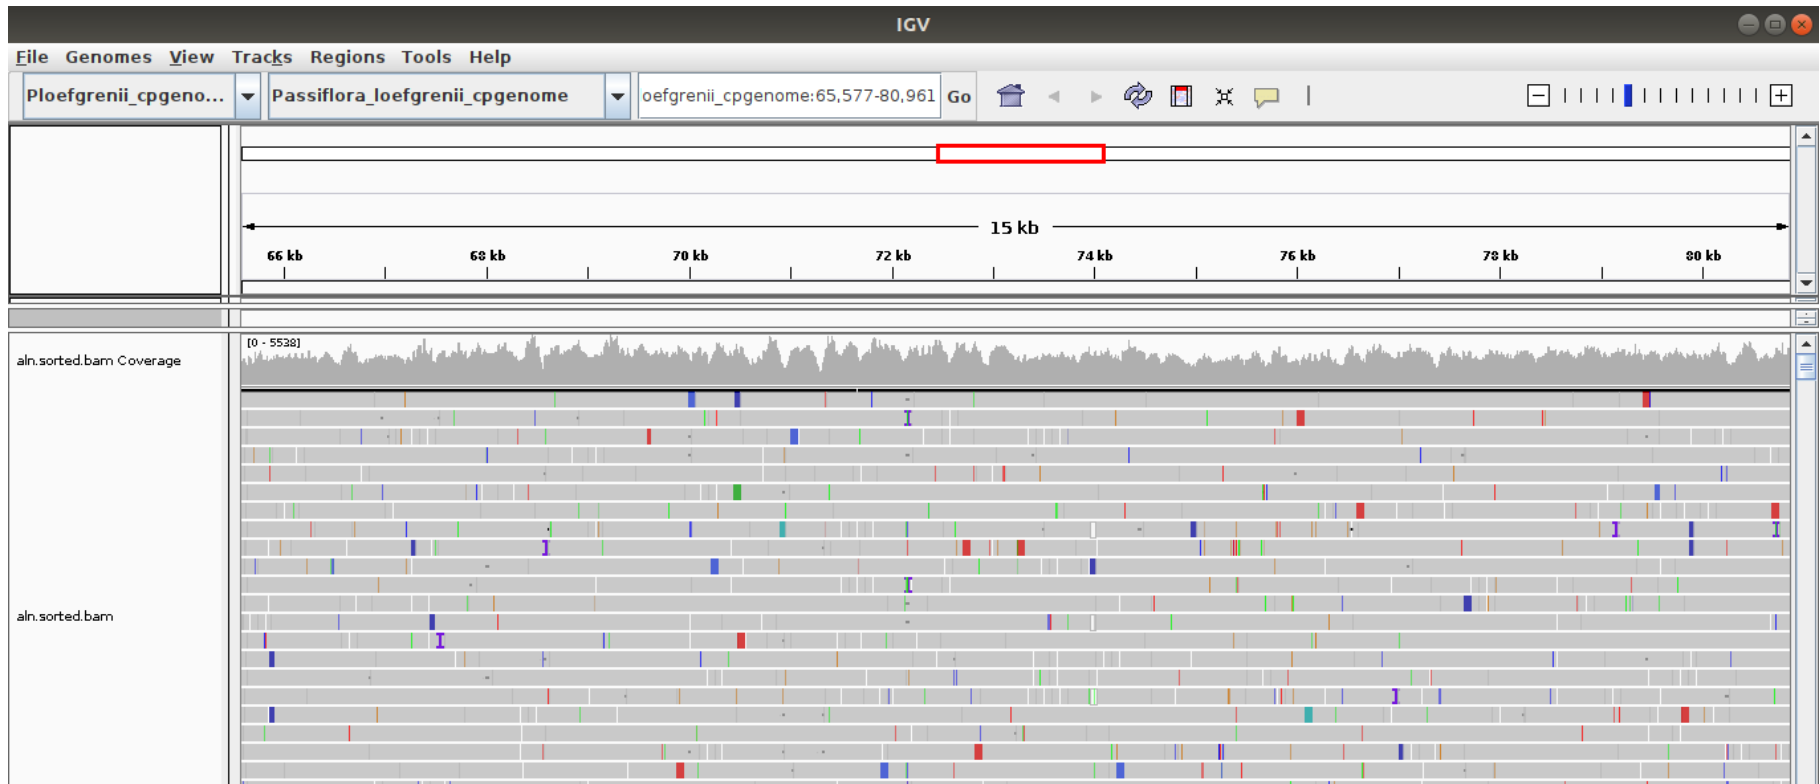 IGV
File Genomes View Tracks Regions Tools Help
Ploefgrenii_cpgeno... Passiflora_loefgrenii_cpgenome oefgrenii_cpgenome:65,577-80,961 Go
15 kb
66 kb 68 kb 70 kb 72 kb 74 kb 76 kb 78 kb 80 kb
[0 - 5538]
aln.sorted.bam Coverage
aln.sorted.bam